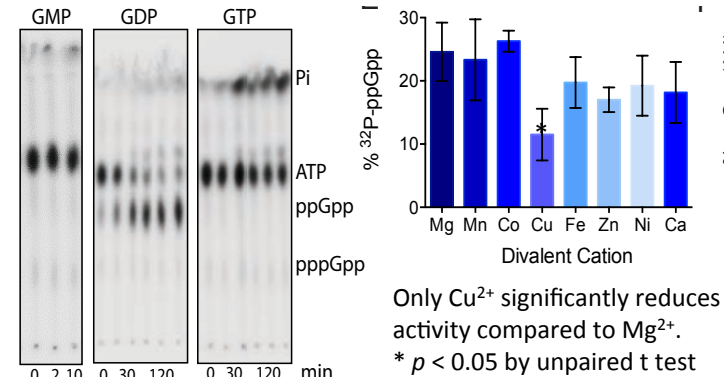 GMP GDP GTP
Pi
ATP
ppGpp
pppGpp
0 2 10 0 30 120 0 30 120 min
% ³²P-ppGpp
30
20
10
0
*
Mg Mn Co Cu Fe Zn Ni Ca
Divalent Cation
Only Cu²⁺ significantly reduces
activity compared to Mg²⁺.
* p < 0.05 by unpaired t test